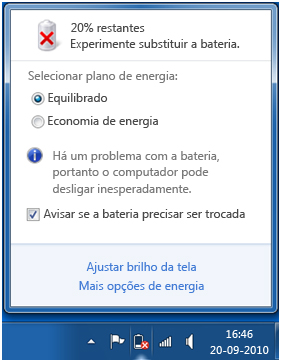 20% restantes
Experimente substituir a bateria.
Selecionar plano de energia:
Equilibrado
Economia de energia
Há um problema com a bateria,
portanto o computador pode
desligar inesperadamente.
Avisar se a bateria precisar ser trocada
Ajustar brilho da tela
Mais opções de energia
16:46
20-09-2010